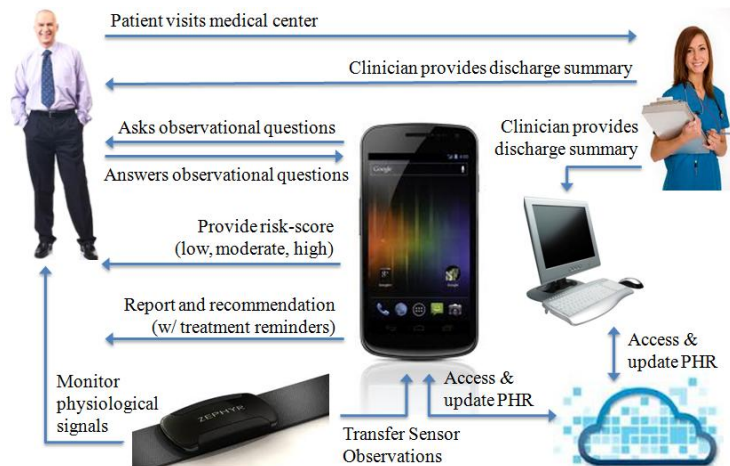 Patient visits medical center
Clinician provides discharge summary
Asks observational questions
Answers observational questions
Clinician provides
discharge summary
Google
Provide risk-score
(low, moderate, high)
Report and recommendation
(w/ treatment reminders)
Access &
update PHR
Monitor
physiological
signals
ZEPHYR
Access &
update PHR
Transfer Sensor
Observations